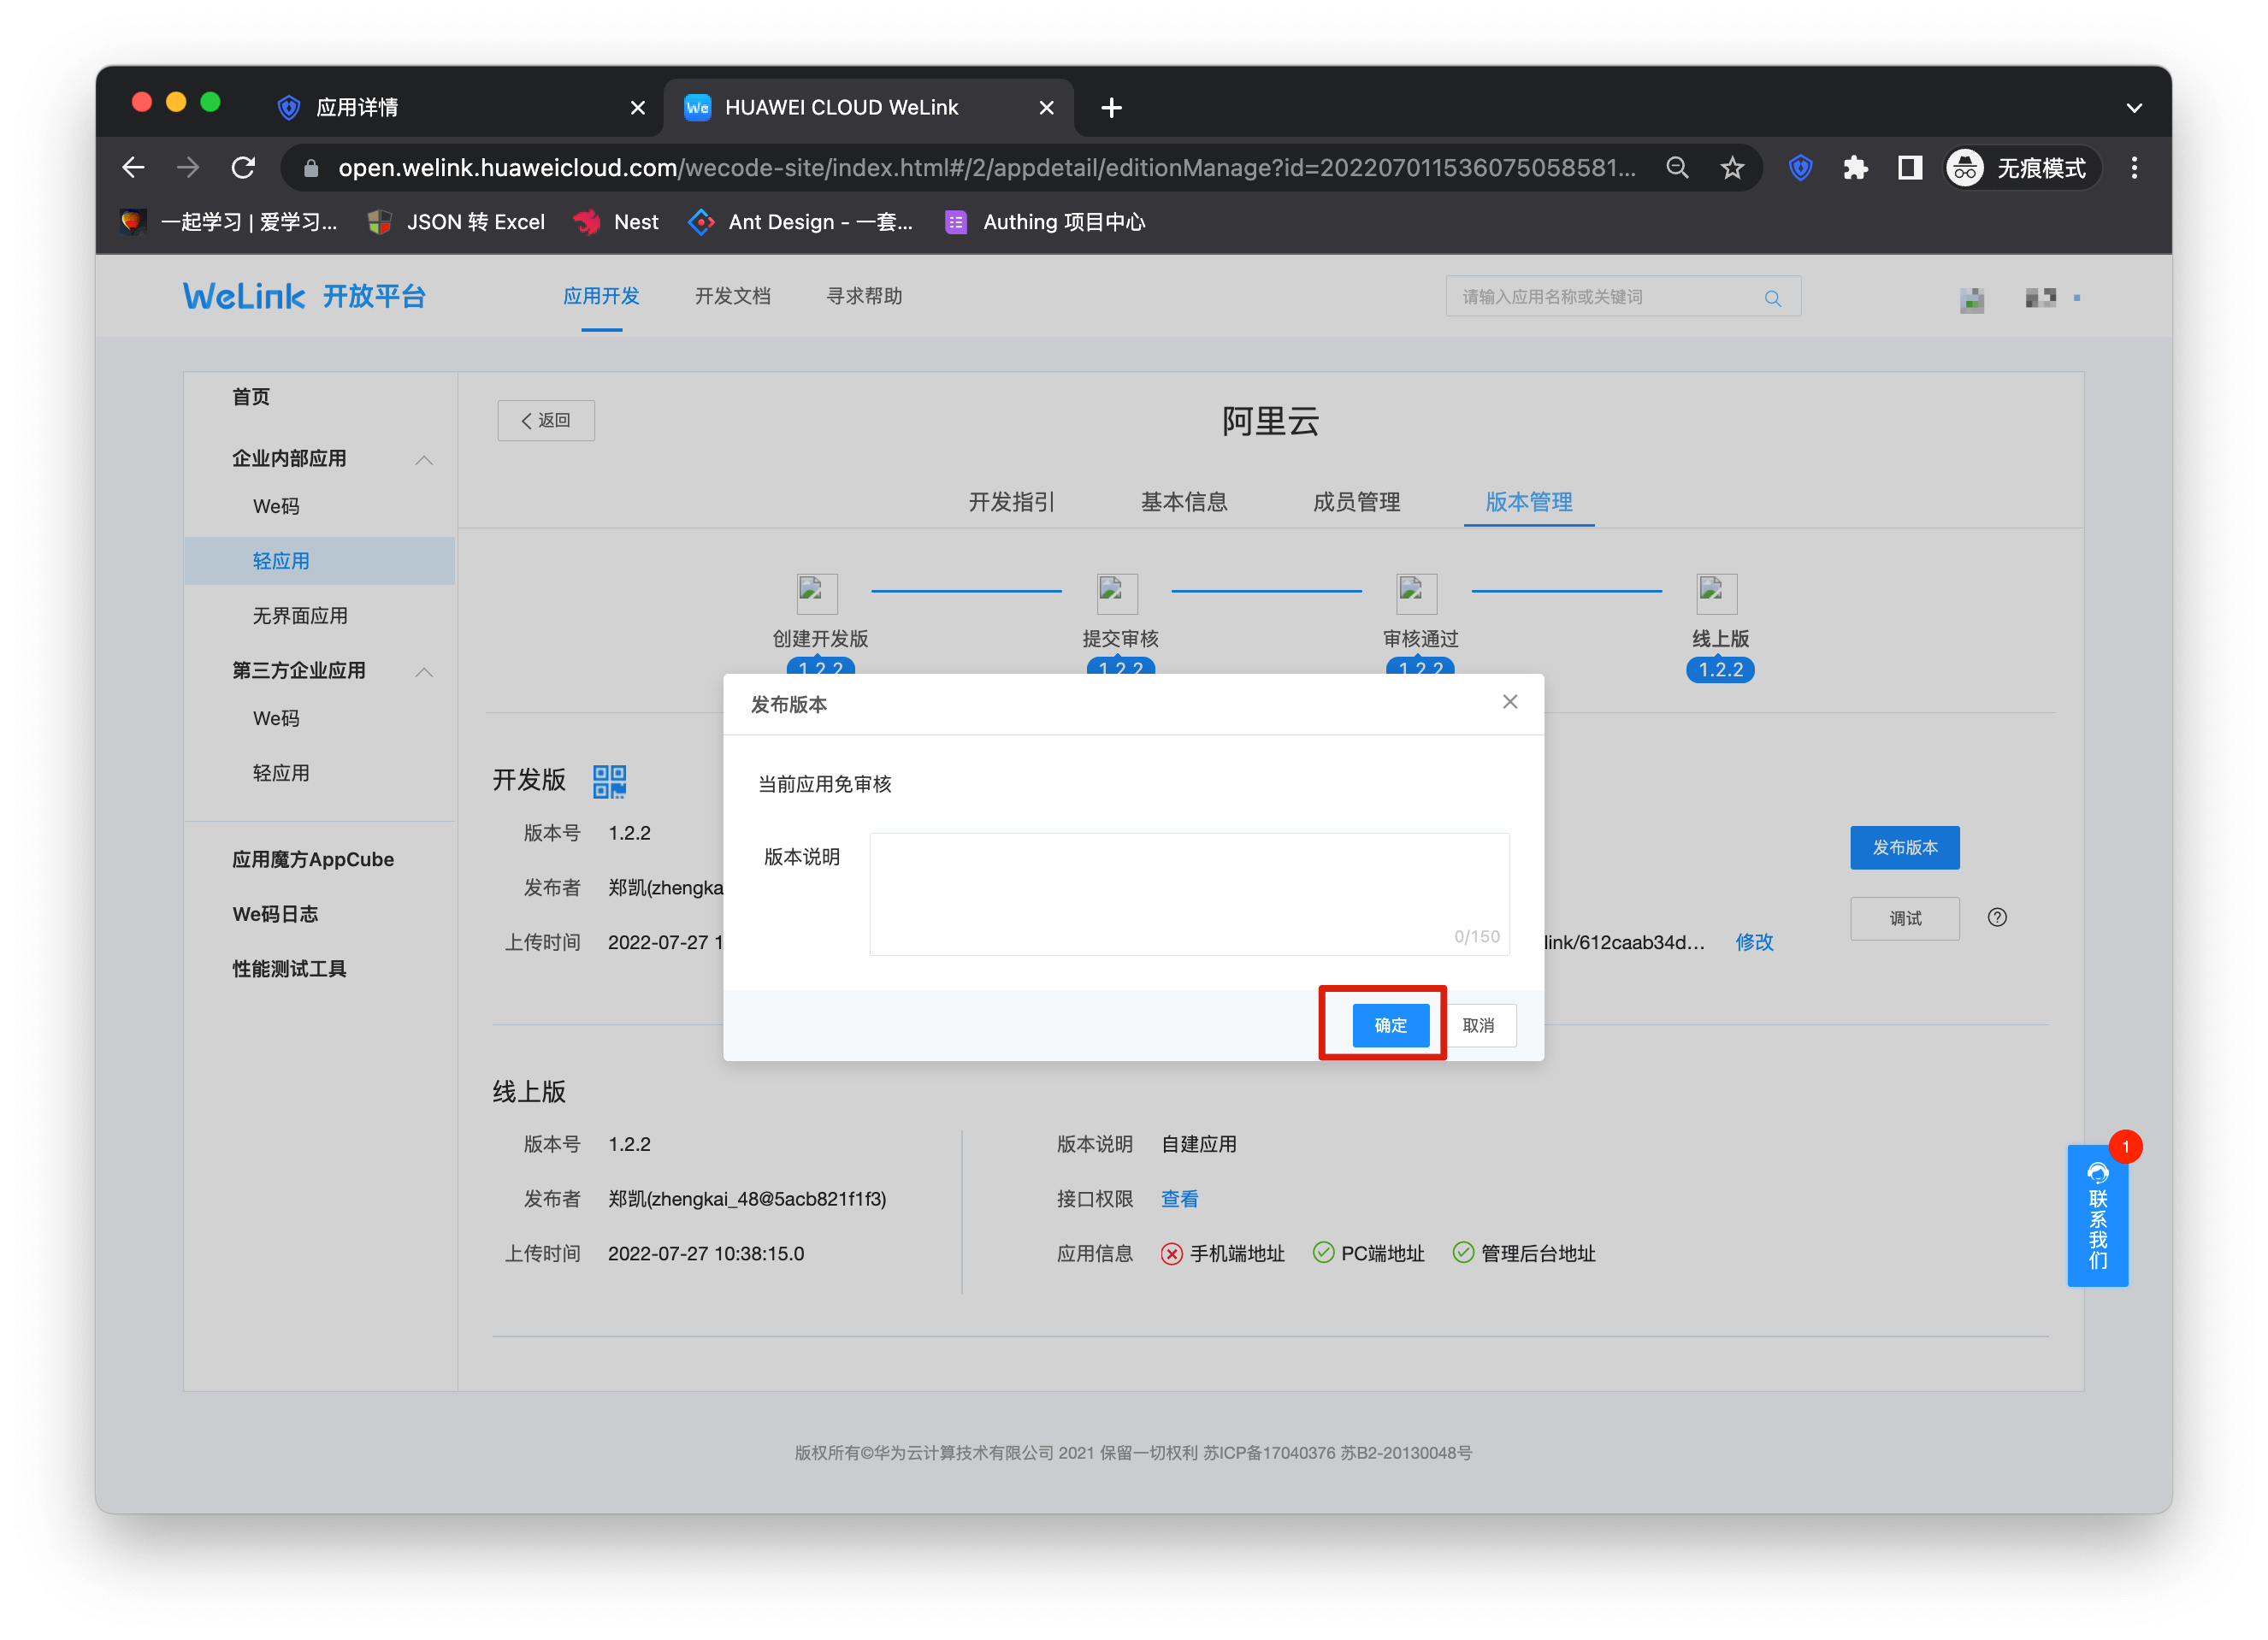 应用详情
HUAWEI CLOUD WeLink
open.welink.huaweicloud.com/wecode-site/index.html#/2/appdetail/editionManage?id=20220701153607505​8581...
无痕模式
一起学习 | 爱学习...
JSON 转 Excel
Nest
Ant Design - 一套...
Authing 项目中心
WeLink 开放平台
应用开发
开发文档
寻求帮助
请输入应用名称或关键词
首页
企业内部应用
We码
轻应用
无界面应用
第三方企业应用
We码
轻应用
应用魔方AppCube
We码日志
性能测试工具
返回
阿里云
开发指引
基本信息
成员管理
版本管理
创建开发版
提交审核
审核通过
线上版
1.2.2
1.2.2
1.2.2
1.2.2
发布版本
当前应用免审核
版本说明
0/150
确定
取消
开发版
版本号 1.2.2
发布者 郑凯(zhengka
上传时间 2022-07-27 1
link/612caab34d...
修改
发布版本
调试
线上版
版本号 1.2.2
发布者 郑凯(zhengkai_48@5acb821f1f3)
上传时间 2022-07-27 10:38:15.0
版本说明 自建应用
接口权限 查看
应用信息 手机端地址 PC端地址 管理后台地址
1
联系我们
版权所有©华为云计算技术有限公司 2021 保留一切权利 苏ICP备17040376 苏B2-20130048号